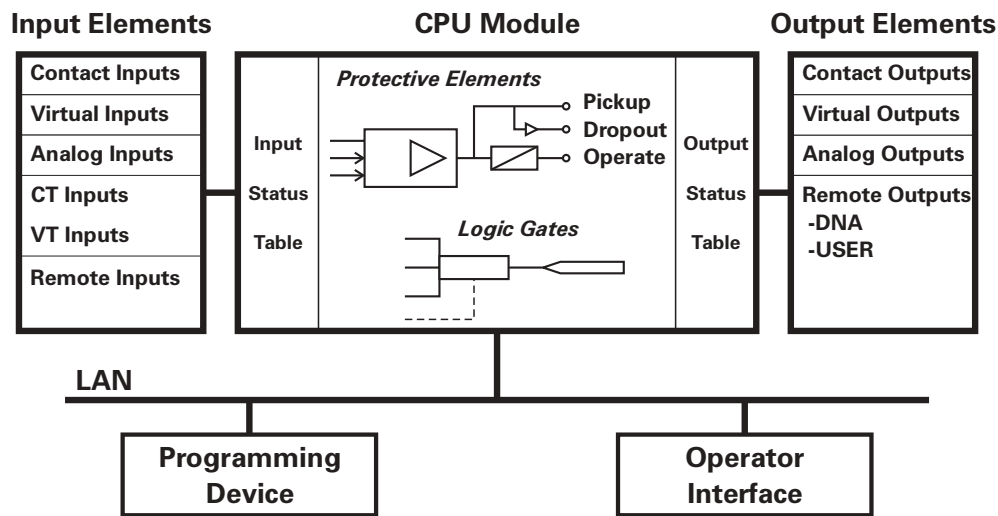 Input Elements
CPU Module
Output Elements
Contact Inputs
Virtual Inputs
Analog Inputs
CT Inputs
VT Inputs
Remote Inputs
Input
Status
Table
Protective Elements
Pickup
Dropout
Operate
Logic Gates
Output
Status
Table
Contact Outputs
Virtual Outputs
Analog Outputs
Remote Outputs
-DNA
-USER
LAN
Programming
Device
Operator
Interface